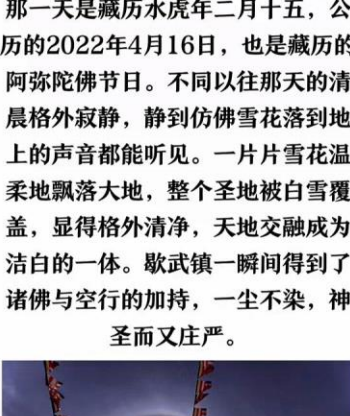 那一天是藏历水虎年二月十五，公
历的2022年4月16日，也是藏历的
阿弥陀佛节日。不同以往那天的清
晨格外寂静，静到仿佛雪花落到地
上的声音都能听见。一片片雪花温
柔地飘落大地，整个圣地被白雪覆
盖，显得格外清净，天地交融成为
洁白的一体。歇武镇一瞬间得到了
诸佛与空行的加持，一尘不染，神
圣而又庄严。